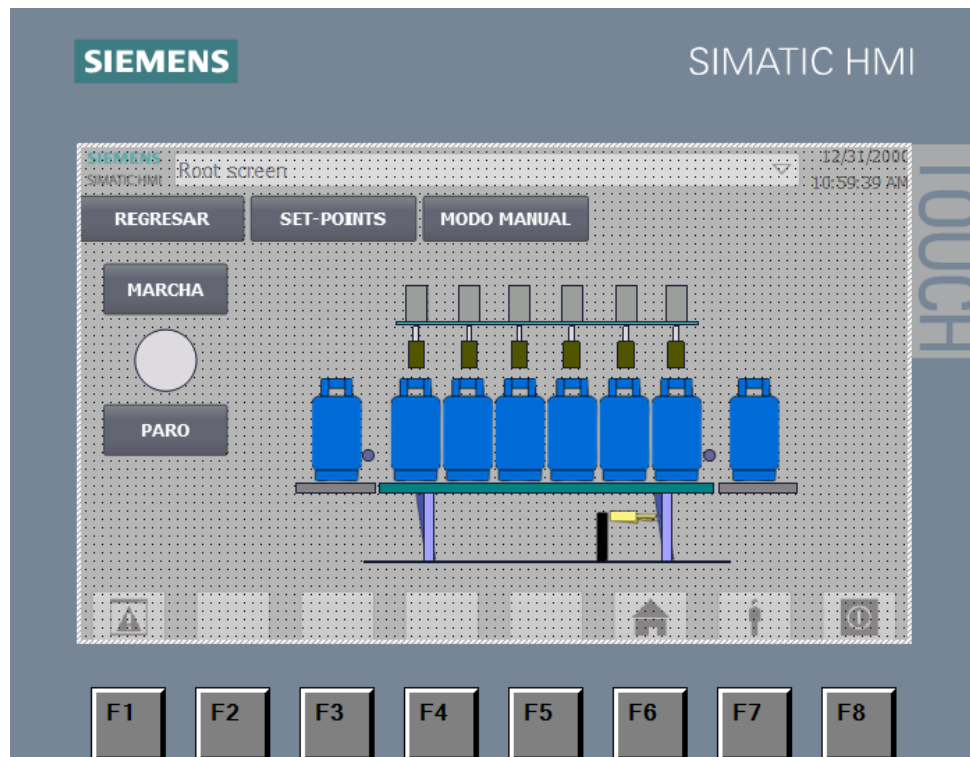 SIEMENS
SIMATIC HMI
TOUCH
SIEMENS
SIMATIC HMI
Root screen
12/31/2000
10:59:39 AM
REGRESAR
SET-POINTS
MODO MANUAL
MARCHA
PARO
F1
F2
F3
F4
F5
F6
F7
F8